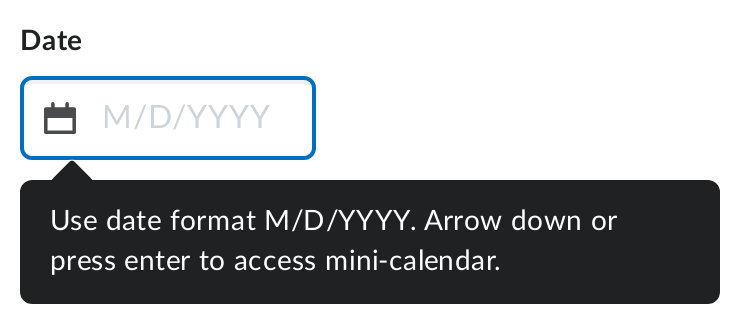 Date
M/D/YYYY
Use date format M/D/YYYY. Arrow down or
press enter to access mini-calendar.